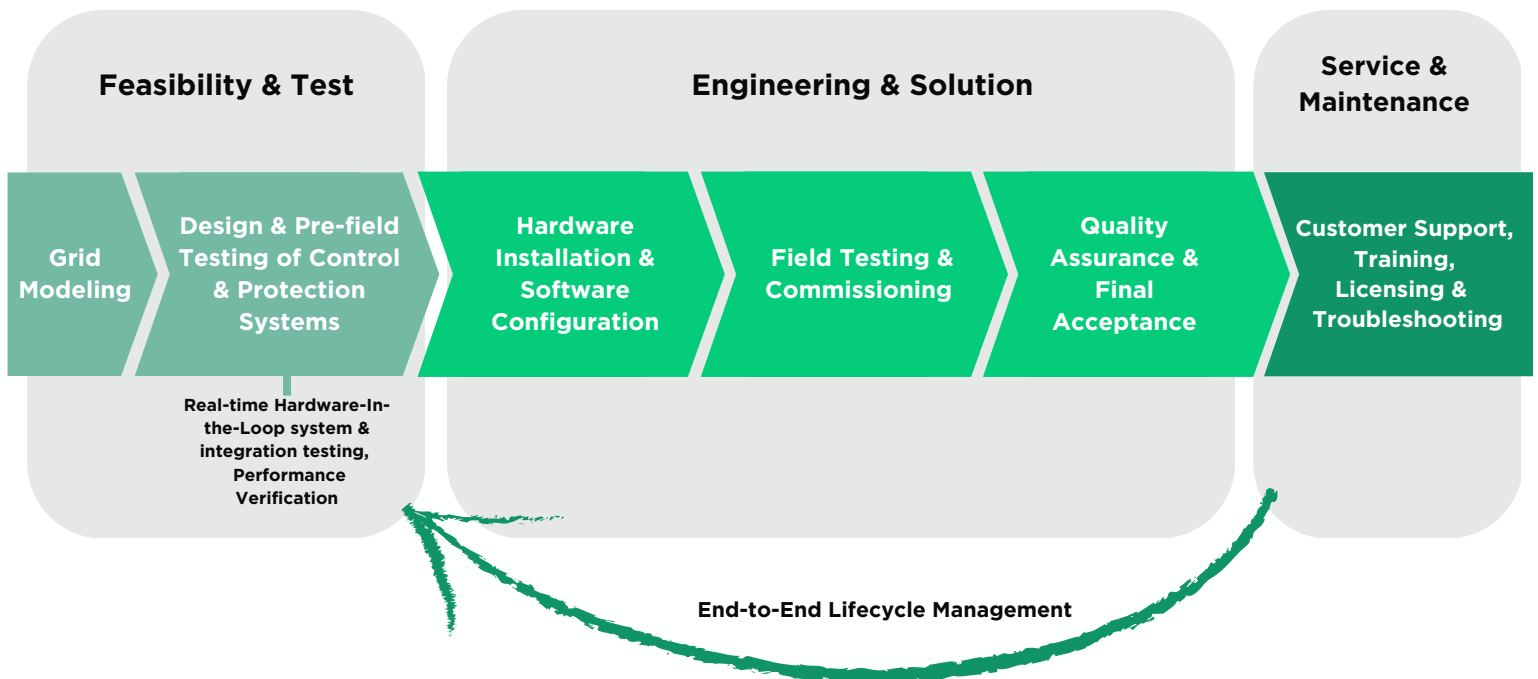 Feasibility & Test
Engineering & Solution
Service &
Maintenance
Grid
Modeling
Design & Pre-field
Testing of Control
& Protection
Systems
Hardware
Installation &
Software
Configuration
Field Testing &
Commissioning
Quality
Assurance &
Final
Acceptance
Customer Support,
Training,
Licensing &
Troubleshooting
Real-time Hardware-In-
the-Loop system &
integration testing,
Performance
Verification
End-to-End Lifecycle Management